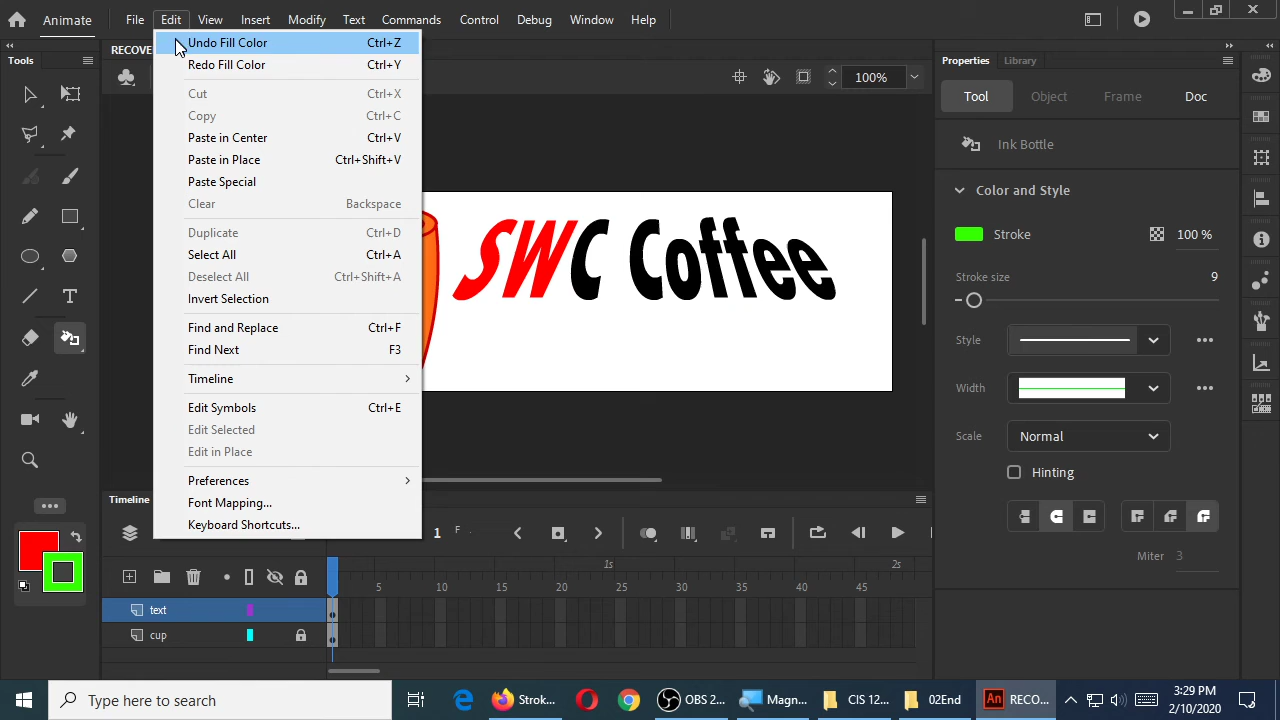 Animate
File Edit View Insert Modify Text Commands Control Debug Window Help
Tools
RECOVE
Undo Fill Color Ctrl+Z
Redo Fill Color Ctrl+Y
Cut Ctrl+X
Copy Ctrl+C
Paste in Center Ctrl+V
Paste in Place Ctrl+Shift+V
Paste Special
Clear Backspace
Duplicate Ctrl+D
Select All Ctrl+A
Deselect All Ctrl+Shift+A
Invert Selection
Find and Replace Ctrl+F
Find Next F3
Timeline
Edit Symbols Ctrl+E
Edit Selected
Edit in Place
Preferences
Font Mapping...
Keyboard Shortcuts...
100%
SWC Coffee
Properties Library
Tool Object Frame Doc
Ink Bottle
Color and Style
Stroke 100 %
Stroke size 9
Style
Width
Scale Normal
Hinting
Miter 3
Timeline
1 F
1s 2s
5 10 15 20 25 30 35 40 45
text
cup
Type here to search
Strok...
OBS 2...
Magn...
CIS 12...
02End
An RECO...
3:29 PM
2/10/2020